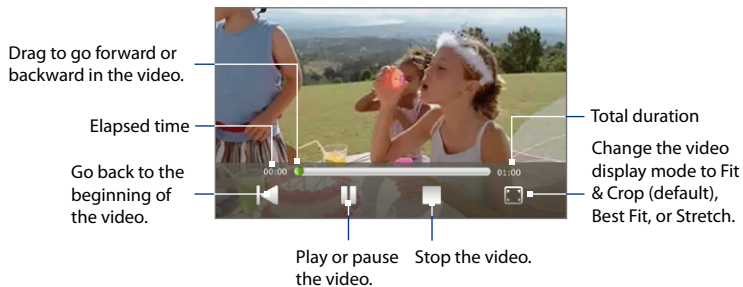 Drag to go forward or
backward in the video.
Elapsed time
Go back to the
beginning of
the video.
00:00
01:00
Total duration
Change the video
display mode to Fit
& Crop (default),
Best Fit, or Stretch.
Play or pause
the video.
Stop the video.